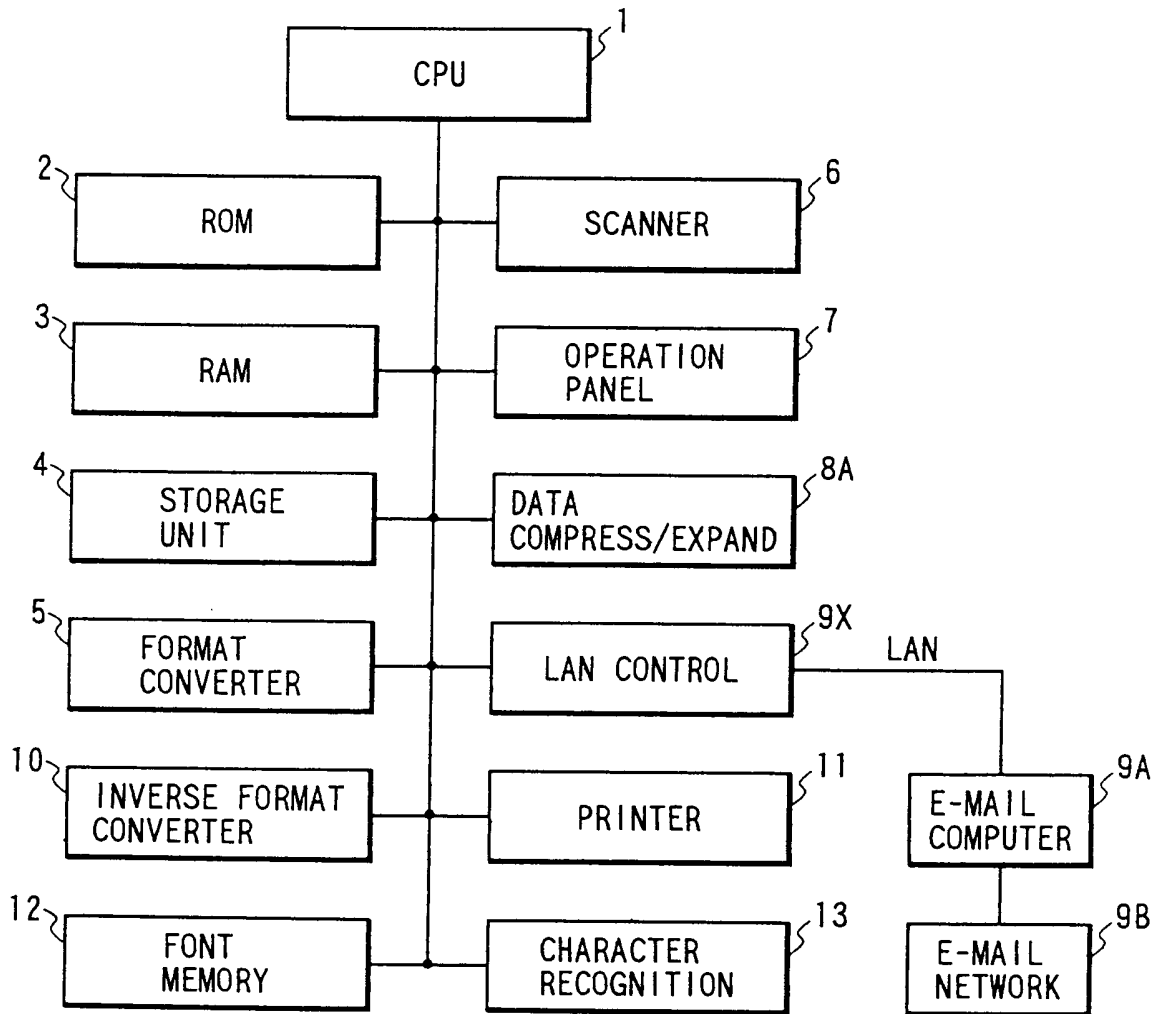 1
CPU
2
ROM
6
SCANNER
3
RAM
7
OPERATION
PANEL
4
STORAGE
UNIT
8A
DATA
COMPRESS/EXPAND
5
FORMAT
CONVERTER
9X
LAN CONTROL
LAN
10
INVERSE FORMAT
CONVERTER
11
PRINTER
9A
E-MAIL
COMPUTER
12
FONT
MEMORY
13
CHARACTER
RECOGNITION
9B
E-MAIL
NETWORK